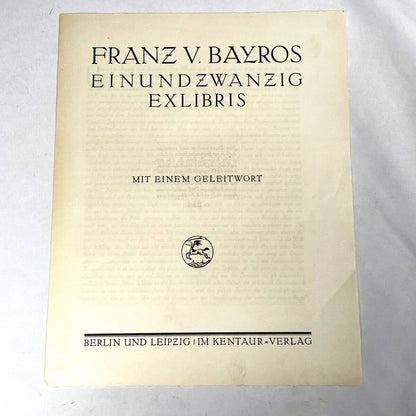 FRANZ V. BAYROS
EINUNDZWANZIG
EXLIBRIS
MIT EINEM GELEITWORT
BERLIN UND LEIPZIG / IM KENTAUR-VERLAG